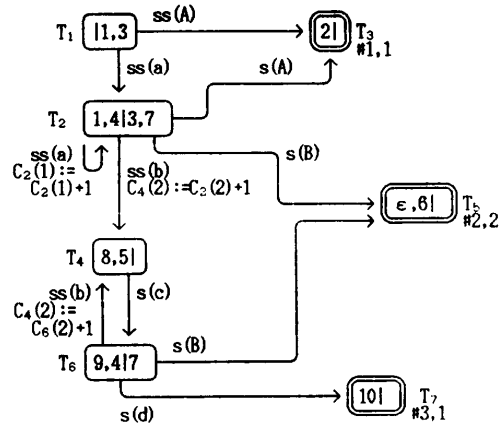 ss(A)
T₁ |1,3
2| T₃
#1,1
ss(a)
s(A)
T₂ 1,4|3,7
s(B)
ss(a)
C₂(1):=
C₂(1)+1
ss(b)
C₄(2):=C₂(2)+1
ε,6| T₅
#2,2
T₄ 8,5|
ss(b)
C₄(2):=
C₆(2)+1
s(c)
s(B)
T₆ 9,4|7
10| T₇
#3,1
s(d)